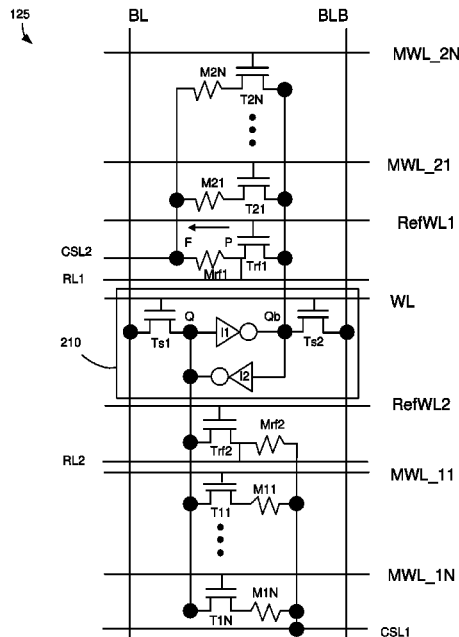 125
BL
BLB
MWL_2N
M2N
T2N
MWL_21
M21
T21
RefWL1
F
P
CSL2
Mrf1
Trf1
RL1
WL
Q
Qb
210
Ts1
I1
Ts2
I2
RefWL2
Mrf2
Trf2
RL2
MWL_11
M11
T11
MWL_1N
M1N
T1N
CSL1